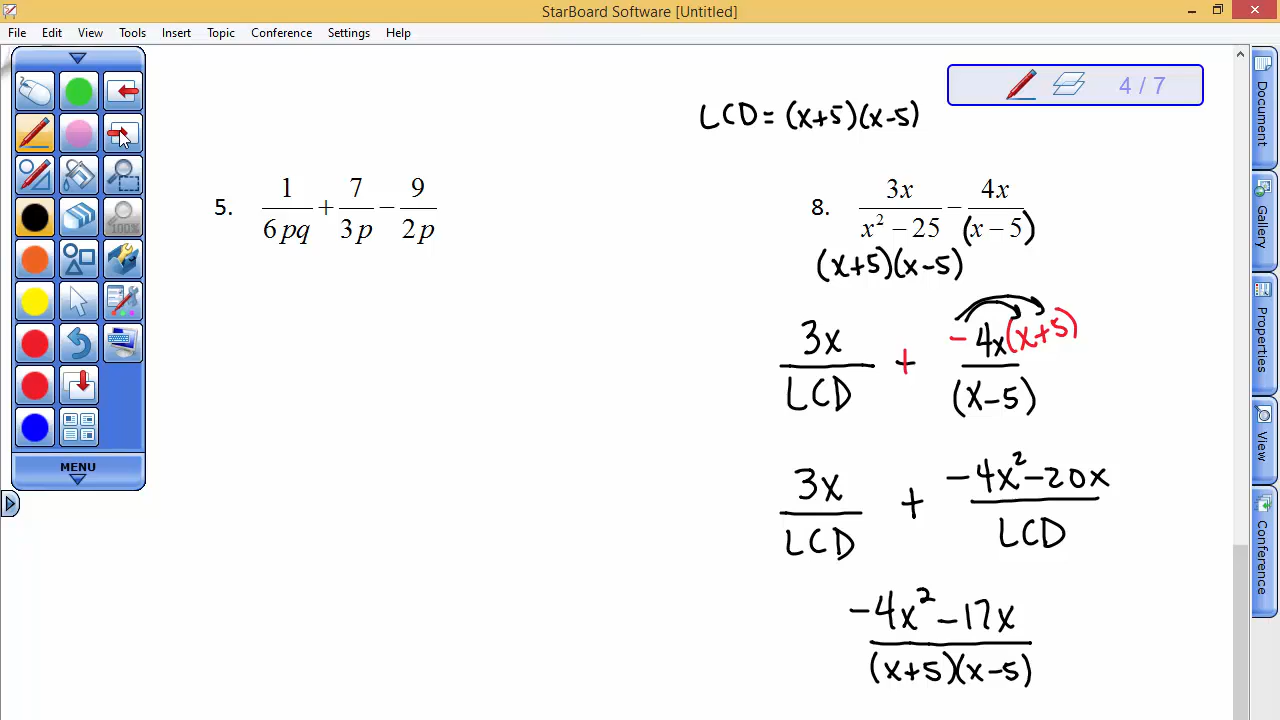 StarBoard Software [Untitled]
File Edit View Tools Insert Topic Conference Settings Help
4 / 7
LCD = (x+5)(x-5)
5. 1/6pq + 7/3p − 9/2p
8. 3x/x² − 25 − 4x/(x − 5)
(x+5)(x-5)
3x/LCD + -4x(x+5)/(x-5)
3x/LCD + -4x²-20x/LCD
-4x²-17x/(x+5)(x-5)
100%
MENU
Document
Gallery
Properties
View
Conference